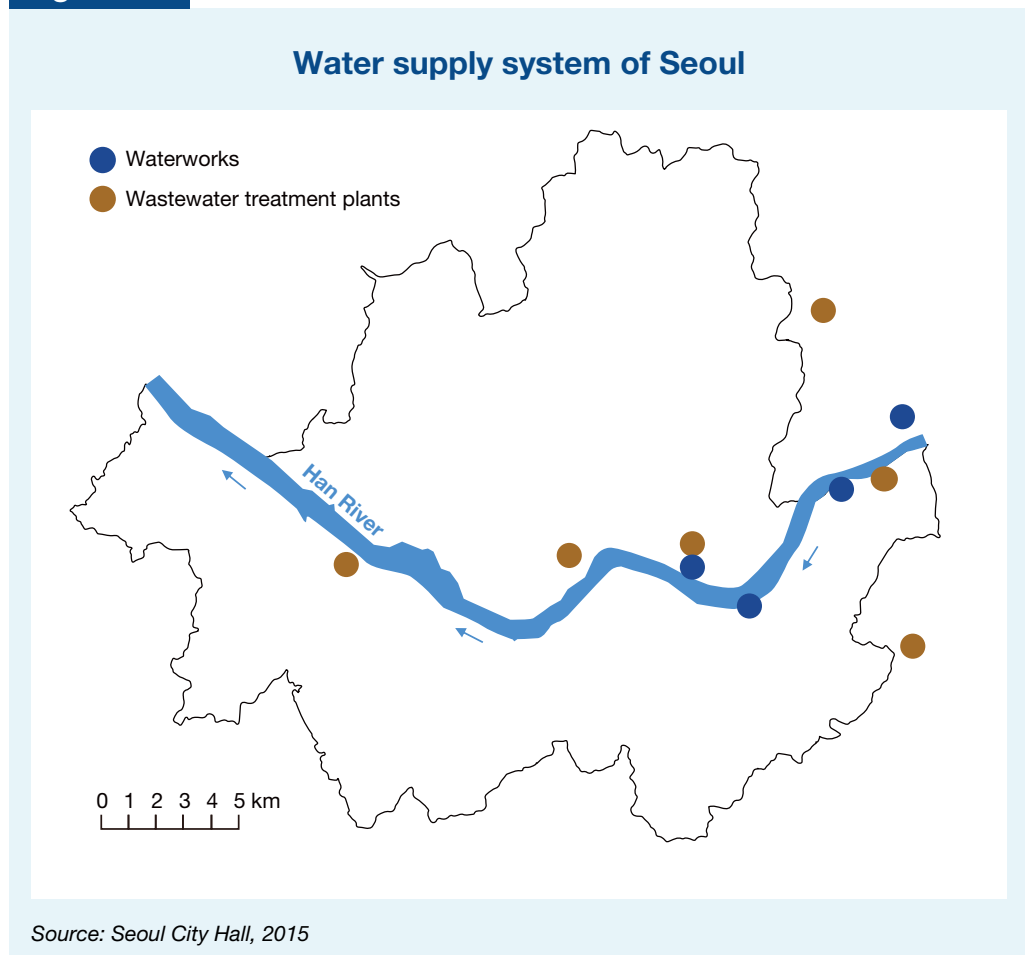 Water supply system of Seoul
Waterworks
Wastewater treatment plants
Han River
0 1 2 3 4 5 km
Source: Seoul City Hall, 2015